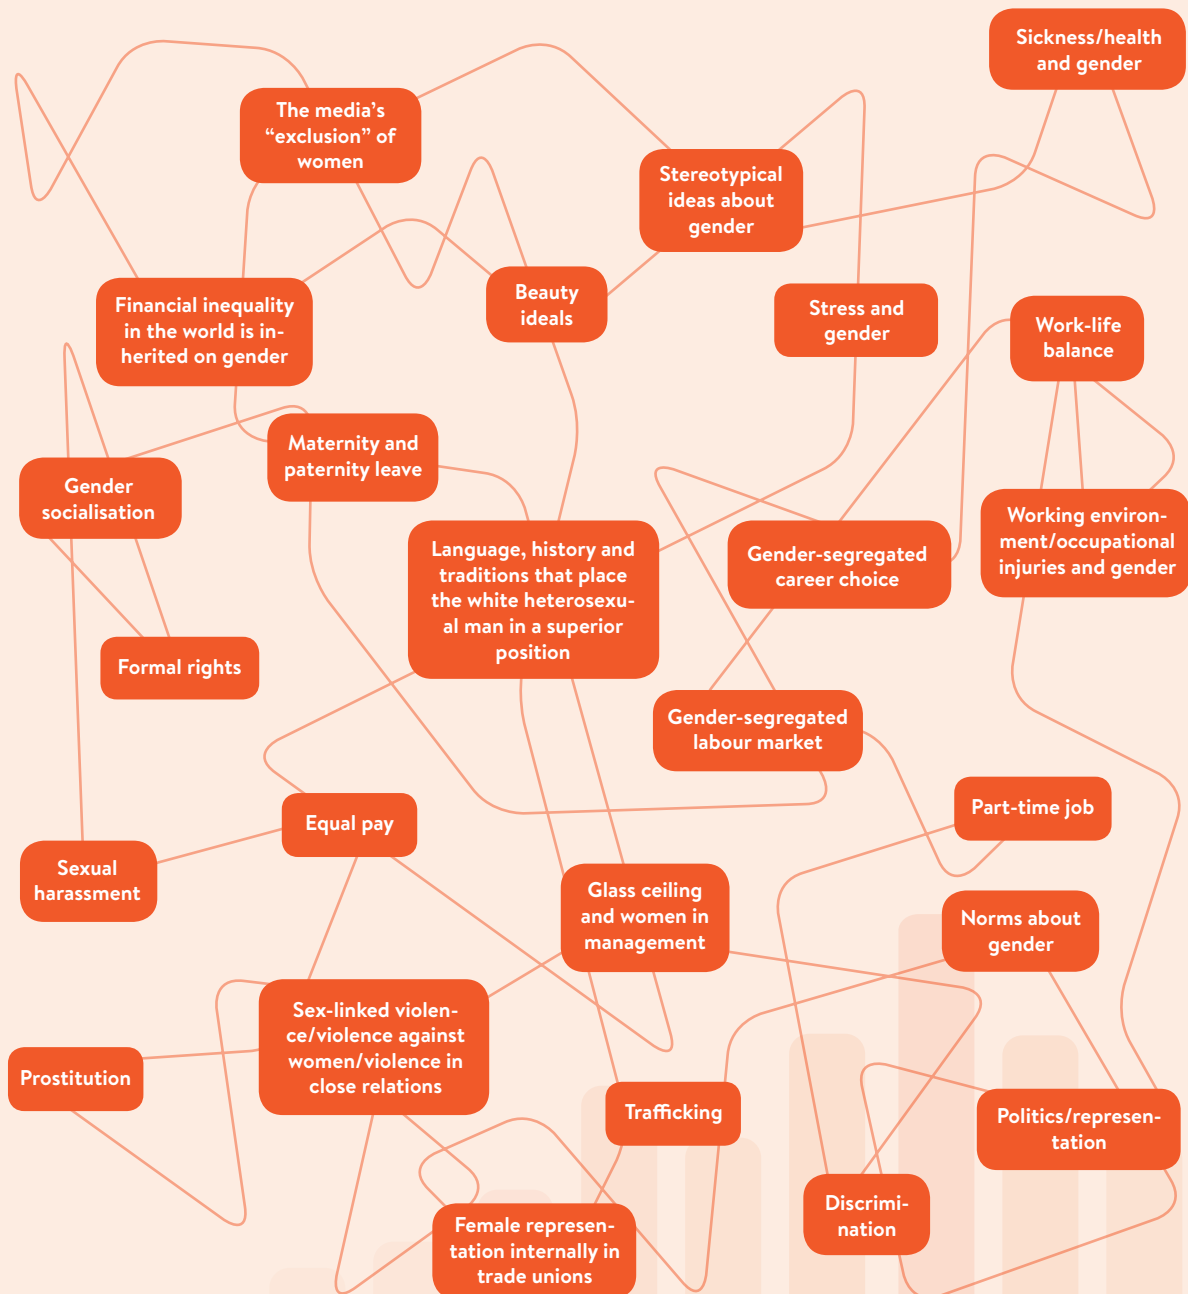 Sickness/health
and gender
The media's
“exclusion” of
women
Stereotypical
ideas about
gender
Financial inequality
in the world is in-
herited on gender
Beauty
ideals
Stress and
gender
Work-life
balance
Maternity and
paternity leave
Gender
socialisation
Language, history and
traditions that place
the white heterosexu-
al man in a superior
position
Gender-segregated
career choice
Working environ-
ment/occupational
injuries and gender
Formal rights
Gender-segregated
labour market
Part-time job
Equal pay
Sexual
harassment
Glass ceiling
and women in
management
Norms about
gender
Sex-linked violen-
ce/violence against
women/violence in
close relations
Prostitution
Trafficking
Politics/represen-
tation
Discrimi-
nation
Female represen-
tation internally in
trade unions